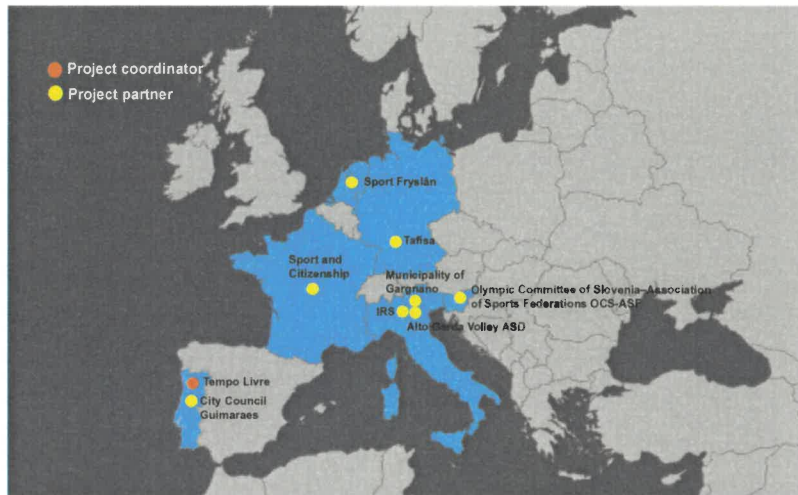 Project coordinator
Project partner
Sport Fryslân
Tafisa
Sport and
Citizenship
Municipality of
Gargnano
Olympic Committee of Slovenia–Association
of Sports Federations OCS-ASF
IRS
Alto Garda Volley ASD
Tempo Livre
City Council
Guimaraes